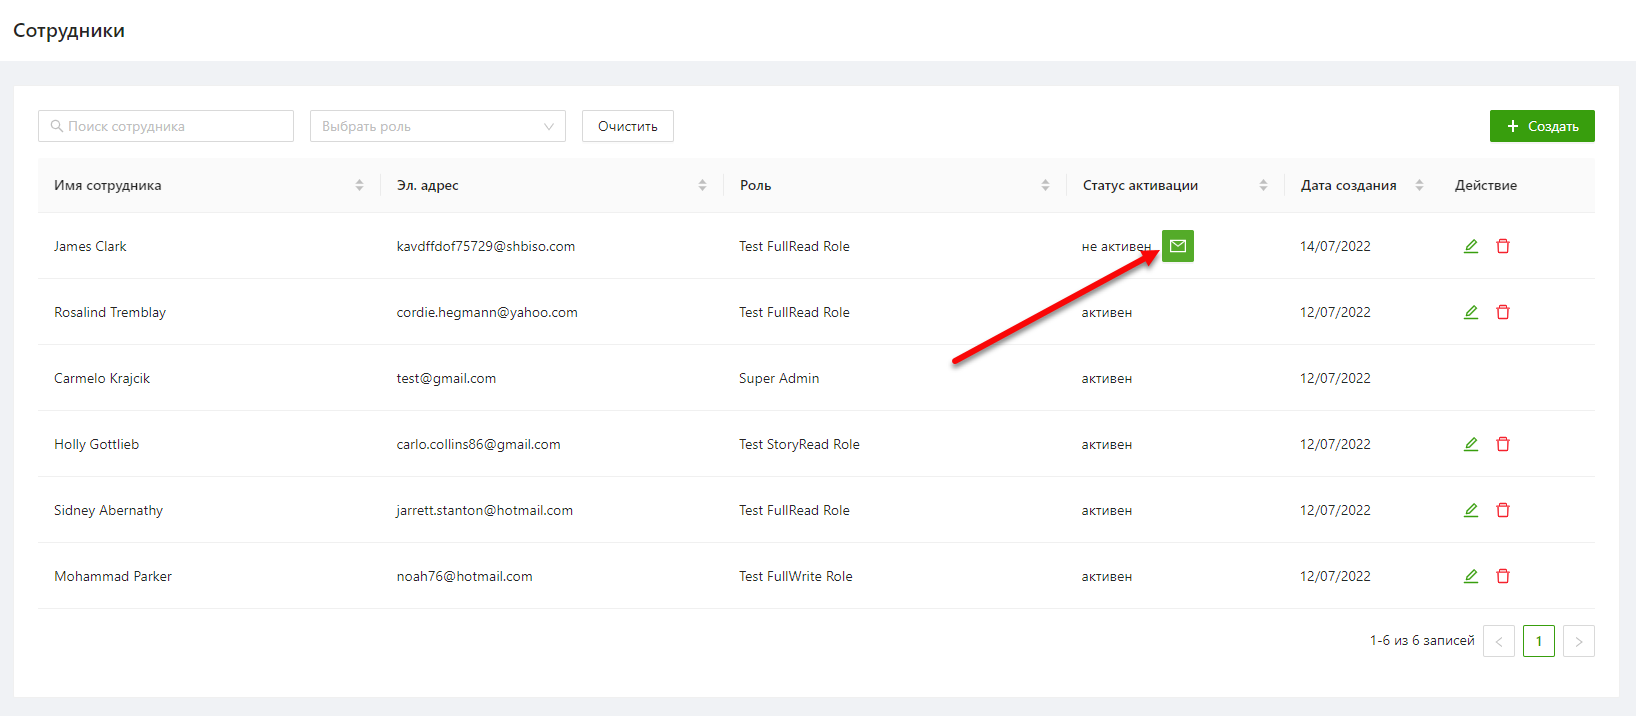 Сотрудники
Поиск сотрудника Выбрать роль Очистить + Создать
Имя сотрудника Эл. адрес Роль Статус активации Дата создания Действие
James Clark kavdffdof75729@shbiso.com Test FullRead Role не активен 14/07/2022
Rosalind Tremblay cordie.hegmann@yahoo.com Test FullRead Role активен 12/07/2022
Carmelo Krajcik test@gmail.com Super Admin активен 12/07/2022
Holly Gottlieb carlo.collins86@gmail.com Test StoryRead Role активен 12/07/2022
Sidney Abernathy jarrett.stanton@hotmail.com Test FullRead Role активен 12/07/2022
Mohammad Parker noah76@hotmail.com Test FullWrite Role активен 12/07/2022
1-6 из 6 записей < 1 >